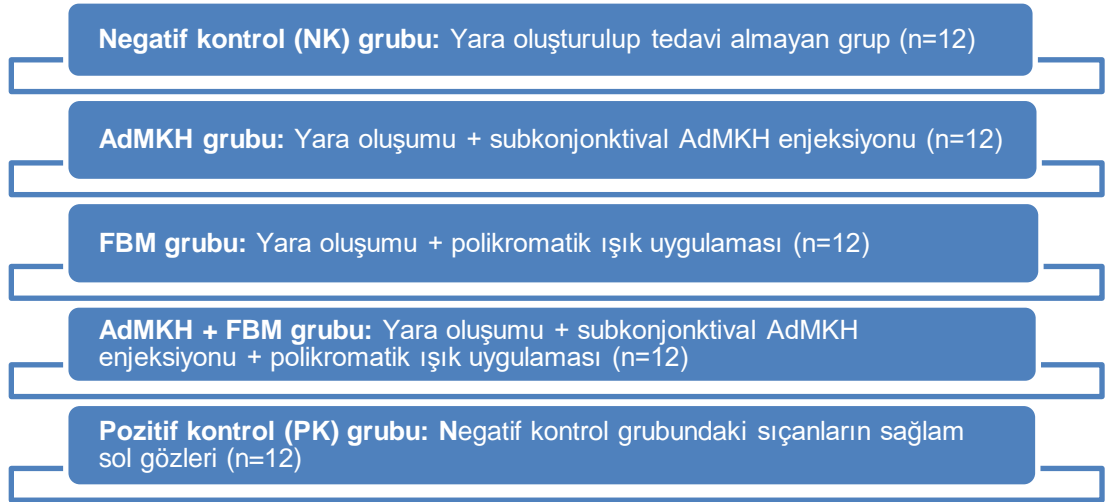 Negatif kontrol (NK) grubu: Yara oluşturulup tedavi almayan grup (n=12)
AdMKH grubu: Yara oluşumu + subkonjonktival AdMKH enjeksiyonu (n=12)
FBM grubu: Yara oluşumu + polikromatik ışık uygulaması (n=12)
AdMKH + FBM grubu: Yara oluşumu + subkonjonktival AdMKH
enjeksiyonu + polikromatik ışık uygulaması (n=12)
Pozitif kontrol (PK) grubu: Negatif kontrol grubundaki sıçanların sağlam
sol gözleri (n=12)